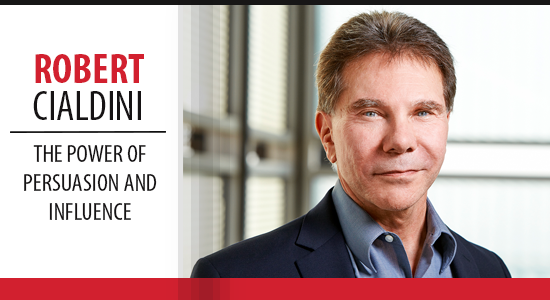 ROBERT
CIALDINI
THE POWER OF
PERSUASION AND
INFLUENCE